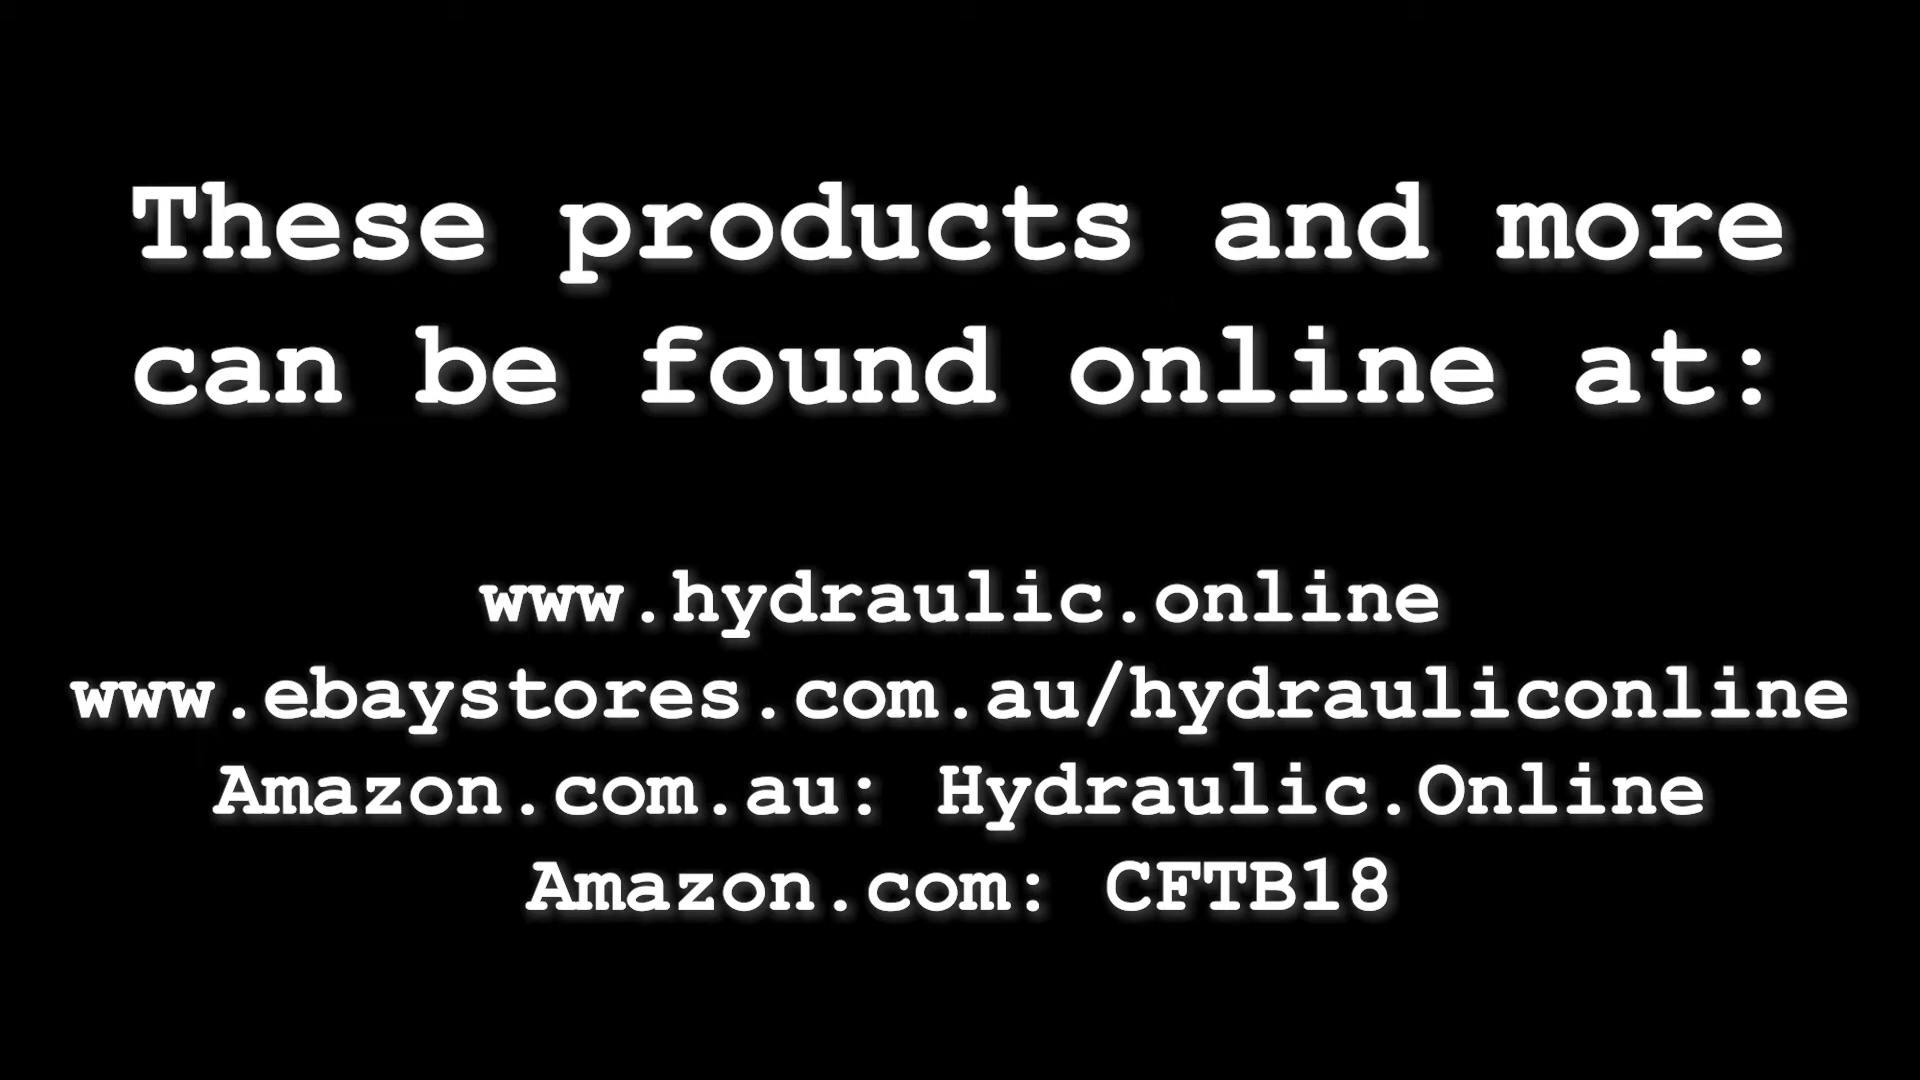 These products and more
can be found online at:
www.hydraulic.online
www.ebaystores.com.au/hydrauliconline
Amazon.com.au: Hydraulic.Online
Amazon.com: CFTB18